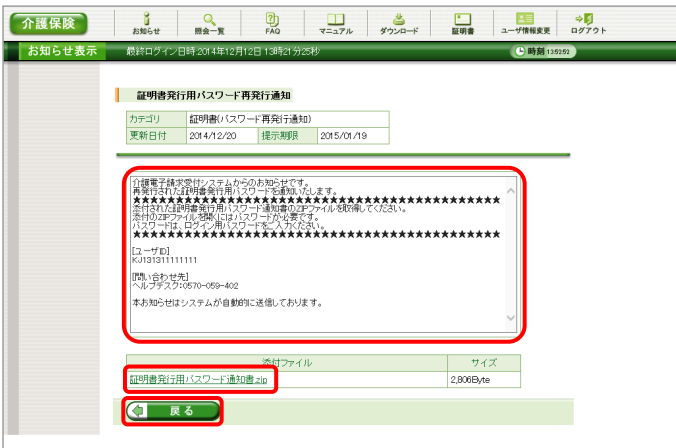 介護保険
お知らせ 照会一覧 FAQ マニュアル ダウンロード 証明書 ユーザ情報変更 ログアウト
お知らせ表示 最終ログイン日時:2014年12月12日 13時21分25秒 時刻 13:52:52
証明書発行用パスワード再発行通知
カテゴリ 証明書(パスワード再発行通知)
更新日付 2014/12/20 提示期限 2015/01/19
介護電子請求受付システムからのお知らせです。
再発行された証明書発行用パスワードを通知いたします。
★★★★★★★★★★★★★★★★★★★★★★★★★★★★★★★★★★★★★★
添付された証明書発行用パスワード通知書のZIPファイルを取得してください。
添付のZIPファイルを開くにはパスワードが必要です。
パスワードは、ログイン用パスワードをご入力ください。
★★★★★★★★★★★★★★★★★★★★★★★★★★★★★★★★★★★★★★
[ユーザID]
KJ131311111111
[問い合わせ先]
ヘルプデスク:0570-059-402
本お知らせはシステムが自動的に送信しております。
添付ファイル サイズ
証明書発行用パスワード通知書.zip 2,806Byte
戻る